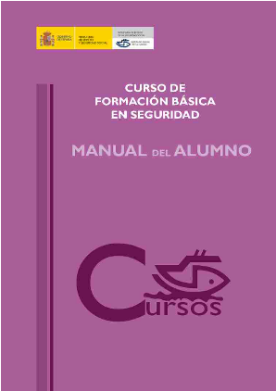 CURSO DE
FORMACIÓN BÁSICA
EN SEGURIDAD
MANUAL DEL ALUMNO
Cursos